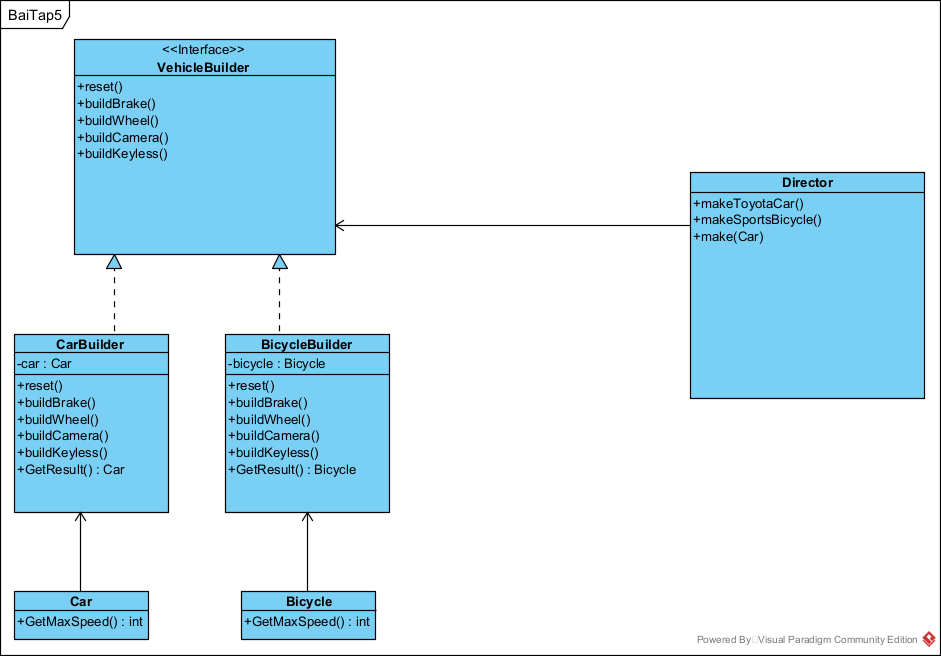 BaiTap5
<<Interface>>
VehicleBuilder
+reset()
+buildBrake()
+buildWheel()
+buildCamera()
+buildKeyless()
Director
+makeToyotaCar()
+makeSportsBicycle()
+make(Car)
CarBuilder
-car : Car
+reset()
+buildBrake()
+buildWheel()
+buildCamera()
+buildKeyless()
+GetResult() : Car
BicycleBuilder
-bicycle : Bicycle
+reset()
+buildBrake()
+buildWheel()
+buildCamera()
+buildKeyless()
+GetResult() : Bicycle
Car
+GetMaxSpeed() : int
Bicycle
+GetMaxSpeed() : int
Powered By Visual Paradigm Community Edition